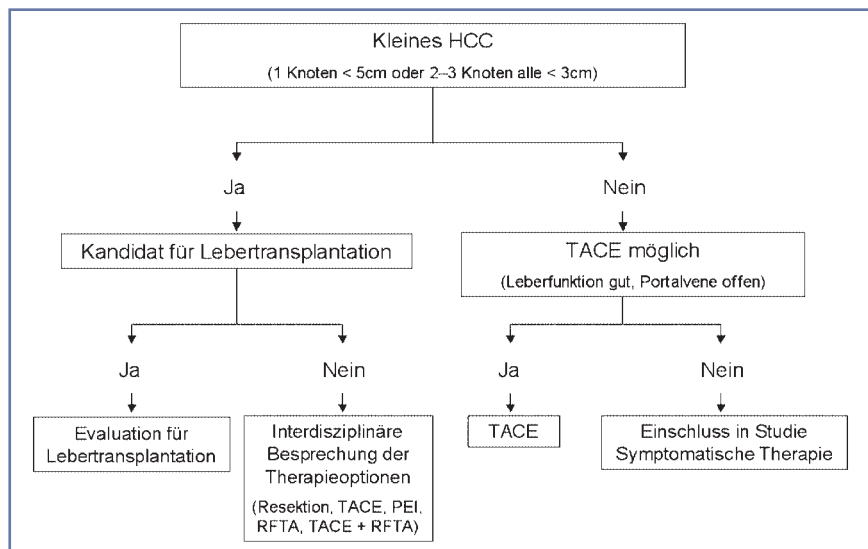 Kleines HCC
(1 Knoten < 5cm oder 2–3 Knoten alle < 3cm)
Ja
Nein
Kandidat für Lebertransplantation
TACE möglich
(Leberfunktion gut, Portalvene offen)
Ja
Nein
Ja
Nein
Evaluation für
Lebertransplantation
Interdisziplinäre
Besprechung der
Therapieoptionen
(Resektion, TACE, PEI,
RFTA, TACE + RFTA)
TACE
Einschluss in Studie
Symptomatische Therapie